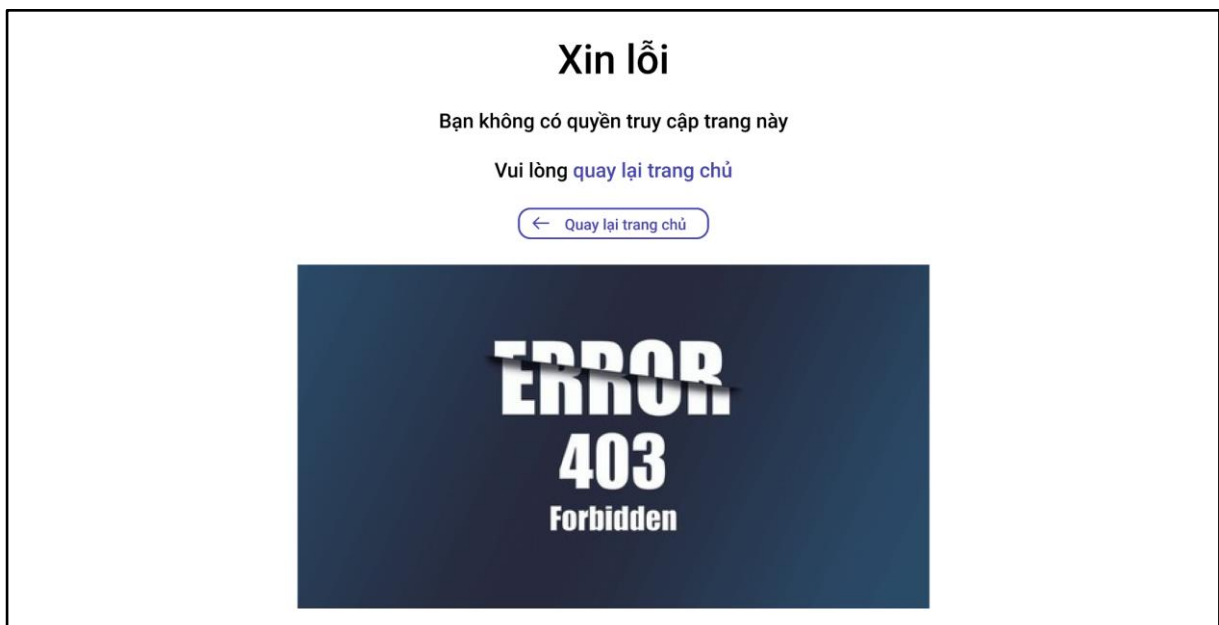 Xin lỗi
Bạn không có quyền truy cập trang này
Vui lòng quay lại trang chủ
← Quay lại trang chủ
ERROR
403
Forbidden